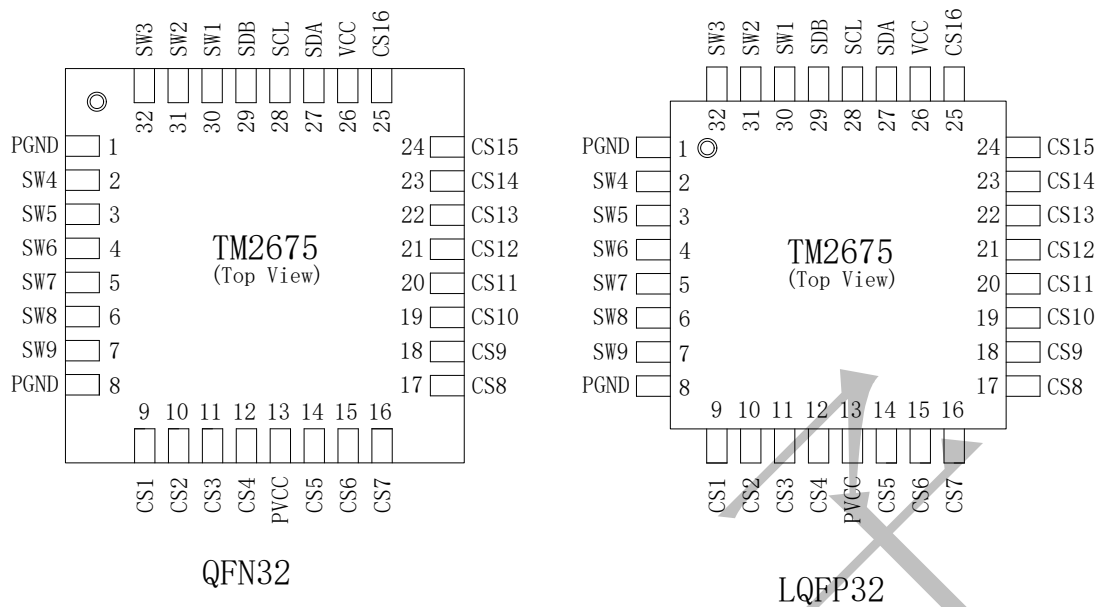 SW3 SW2 SW1 SDB SCL SDA VCC CS16
32 31 30 29 28 27 26 25
PGND 1 24 CS15
SW4 2 23 CS14
SW5 3 22 CS13
SW6 4 21 CS12
SW7 5 20 CS11
SW8 6 19 CS10
SW9 7 18 CS9
PGND 8 17 CS8
TM2675
(Top View)
9 10 11 12 13 14 15 16
CS1 CS2 CS3 CS4 PVCC CS5 CS6 CS7
QFN32
SW3 SW2 SW1 SDB SCL SDA VCC CS16
32 31 30 29 28 27 26 25
PGND 1 24 CS15
SW4 2 23 CS14
SW5 3 22 CS13
SW6 4 21 CS12
SW7 5 20 CS11
SW8 6 19 CS10
SW9 7 18 CS9
PGND 8 17 CS8
TM2675
(Top View)
9 10 11 12 13 14 15 16
CS1 CS2 CS3 CS4 PVCC CS5 CS6 CS7
LQFP32